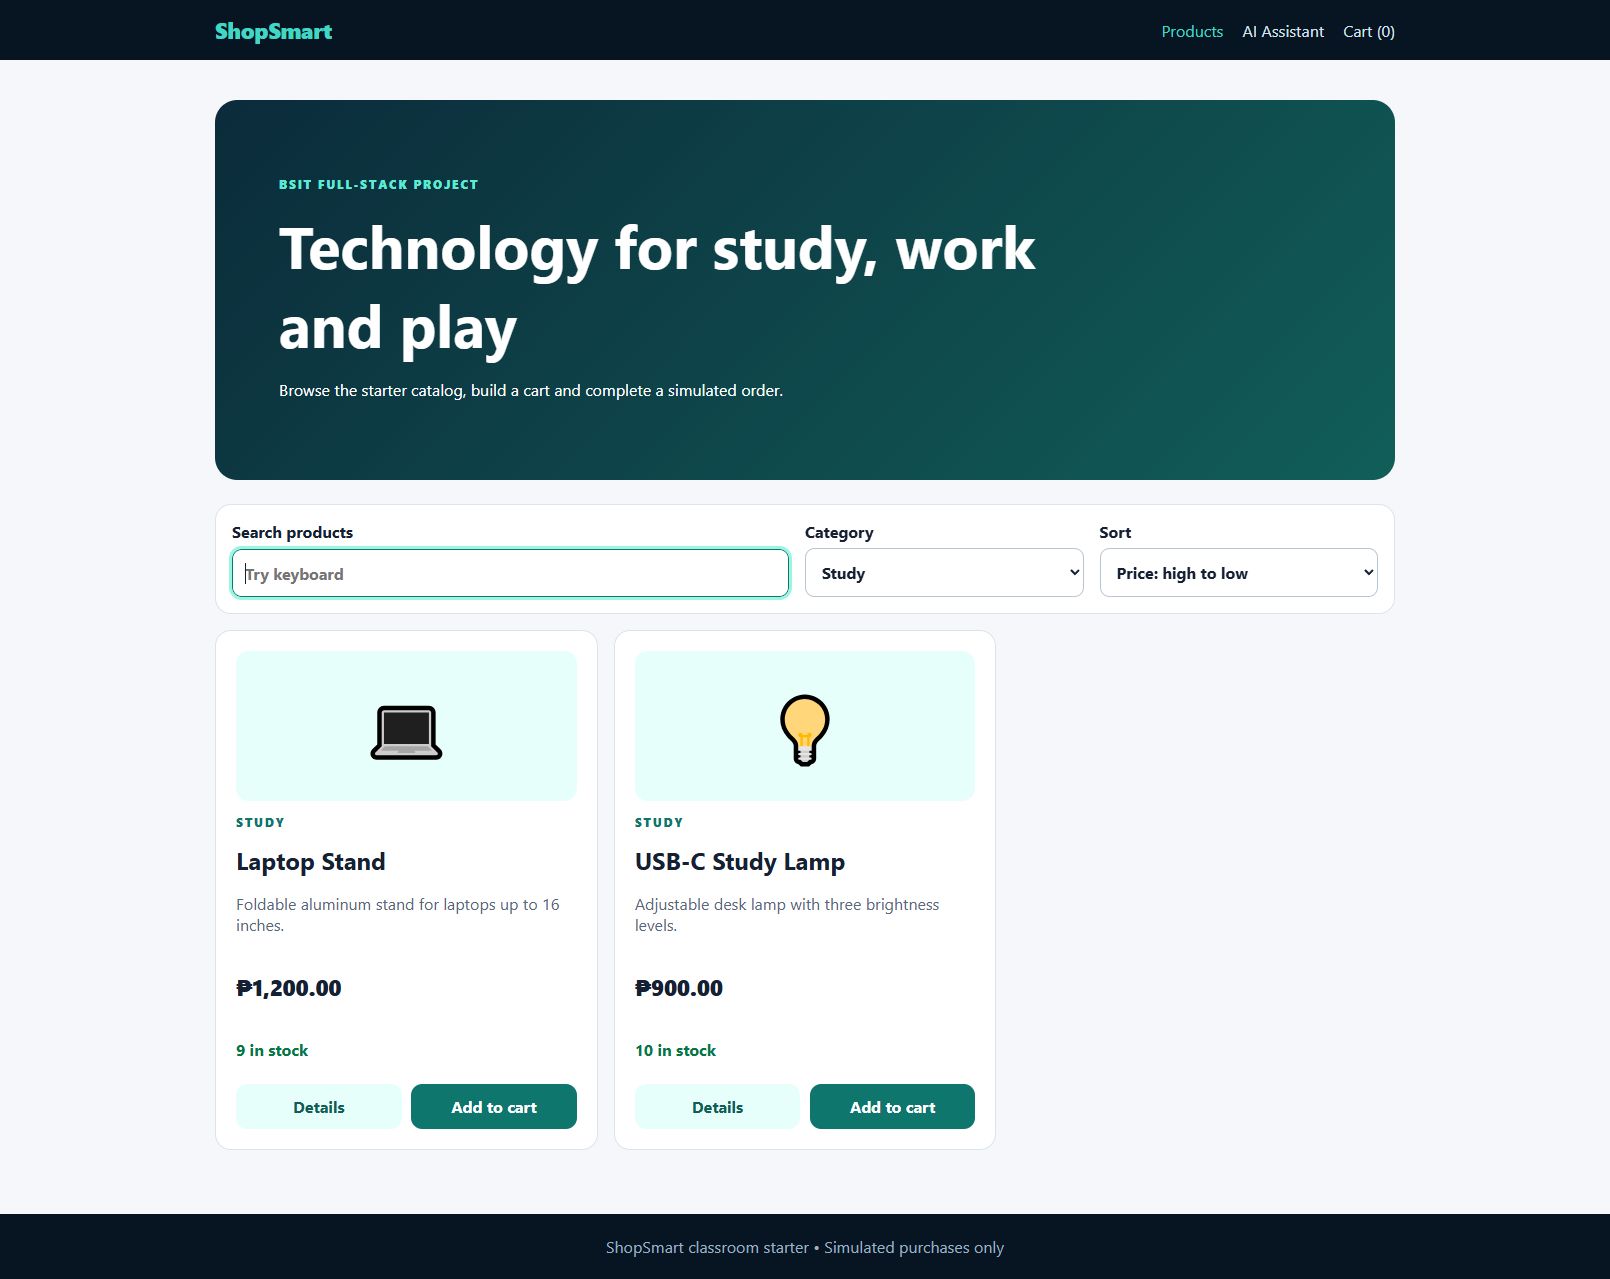 ShopSmart
Products
AI Assistant
Cart (0)
BSIT FULL-STACK PROJECT
Technology for study, work
and play
Browse the starter catalog, build a cart and complete a simulated order.
Search products
Try keyboard
Category
Study
Sort
Price: high to low
STUDY
Laptop Stand
Foldable aluminum stand for laptops up to 16
inches.
₱1,200.00
9 in stock
Details
Add to cart
STUDY
USB-C Study Lamp
Adjustable desk lamp with three brightness
levels.
₱900.00
10 in stock
Details
Add to cart
ShopSmart classroom starter • Simulated purchases only